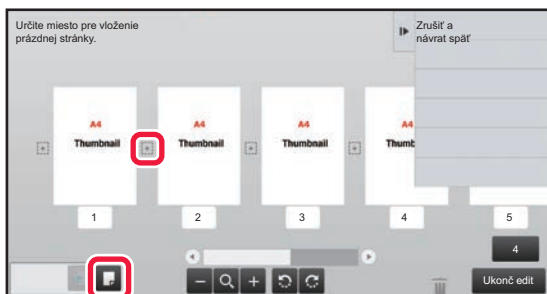 Určite miesto pre vloženie
prázdnej stránky.
Zrušiť a
návrat späť
A4
Thumbnail
A4
Thumbnail
A4
Thumbnail
A4
Thumb
1
2
3
4
5
4
Ukonč edit